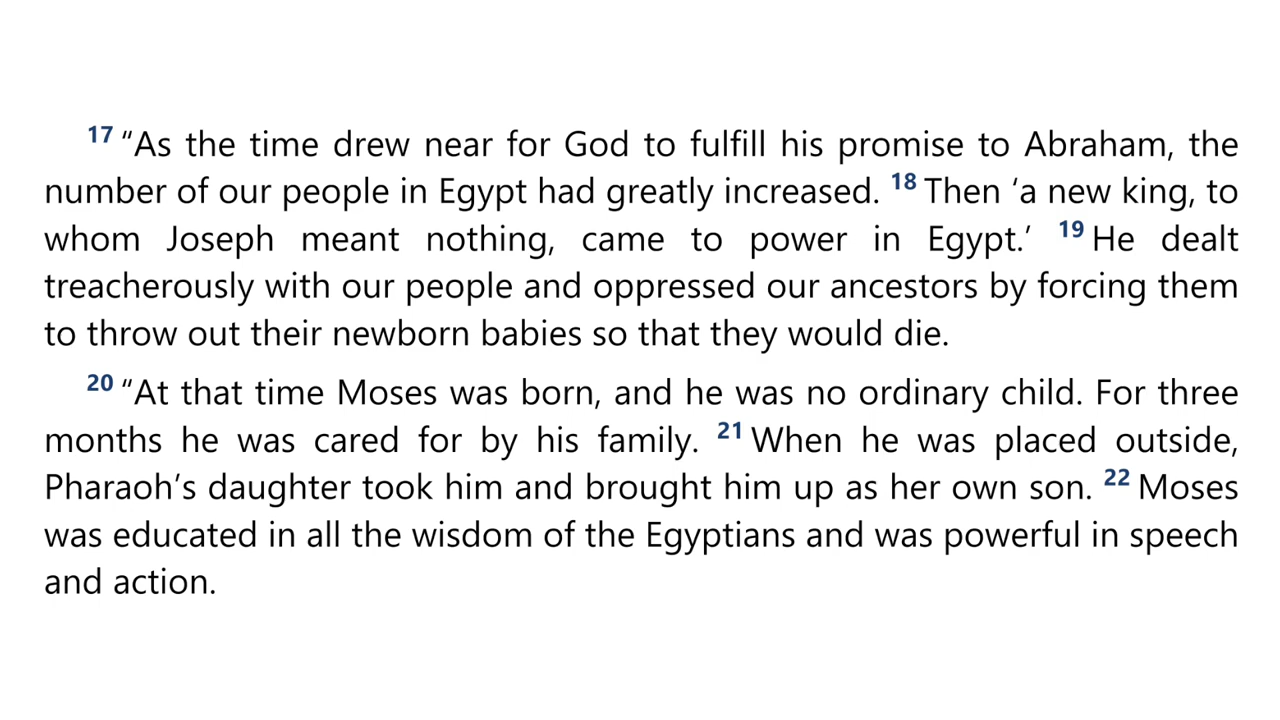 17 “As the time drew near for God to fulfill his promise to Abraham, the
number of our people in Egypt had greatly increased. 18 Then ‘a new king, to
whom Joseph meant nothing, came to power in Egypt.’ 19 He dealt
treacherously with our people and oppressed our ancestors by forcing them
to throw out their newborn babies so that they would die.
20 “At that time Moses was born, and he was no ordinary child. For three
months he was cared for by his family. 21 When he was placed outside,
Pharaoh’s daughter took him and brought him up as her own son. 22 Moses
was educated in all the wisdom of the Egyptians and was powerful in speech
and action.